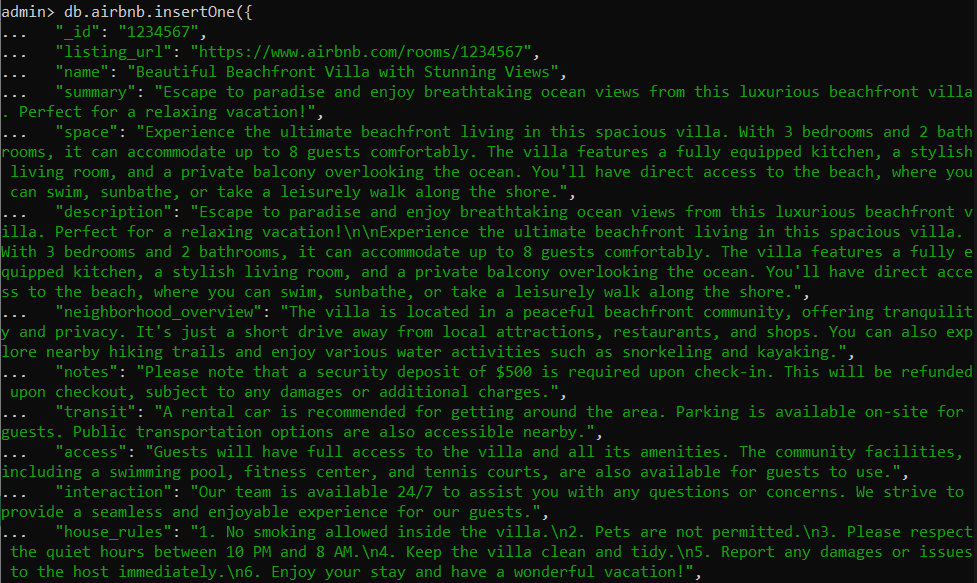 admin> db.airbnb.insertOne({
...   "_id": "1234567",
...   "listing_url": "https://www.airbnb.com/rooms/1234567",
...   "name": "Beautiful Beachfront Villa with Stunning Views",
...   "summary": "Escape to paradise and enjoy breathtaking ocean views from this luxurious beachfront villa
. Perfect for a relaxing vacation!",
...   "space": "Experience the ultimate beachfront living in this spacious villa. With 3 bedrooms and 2 bath
rooms, it can accommodate up to 8 guests comfortably. The villa features a fully equipped kitchen, a stylish
 living room, and a private balcony overlooking the ocean. You'll have direct access to the beach, where you
 can swim, sunbathe, or take a leisurely walk along the shore.",
...   "description": "Escape to paradise and enjoy breathtaking ocean views from this luxurious beachfront v
illa. Perfect for a relaxing vacation!\n\nExperience the ultimate beachfront living in this spacious villa.
With 3 bedrooms and 2 bathrooms, it can accommodate up to 8 guests comfortably. The villa features a fully e
quipped kitchen, a stylish living room, and a private balcony overlooking the ocean. You'll have direct acce
ss to the beach, where you can swim, sunbathe, or take a leisurely walk along the shore.",
...   "neighborhood_overview": "The villa is located in a peaceful beachfront community, offering tranquilit
y and privacy. It's just a short drive away from local attractions, restaurants, and shops. You can also exp
lore nearby hiking trails and enjoy various water activities such as snorkeling and kayaking.",
...   "notes": "Please note that a security deposit of $500 is required upon check-in. This will be refunded
 upon checkout, subject to any damages or additional charges.",
...   "transit": "A rental car is recommended for getting around the area. Parking is available on-site for
guests. Public transportation options are also accessible nearby.",
...   "access": "Guests will have full access to the villa and all its amenities. The community facilities,
including a swimming pool, fitness center, and tennis courts, are also available for guests to use.",
...   "interaction": "Our team is available 24/7 to assist you with any questions or concerns. We strive to
provide a seamless and enjoyable experience for our guests.",
...   "house_rules": "1. No smoking allowed inside the villa.\n2. Pets are not permitted.\n3. Please respect
 the quiet hours between 10 PM and 8 AM.\n4. Keep the villa clean and tidy.\n5. Report any damages or issues
 to the host immediately.\n6. Enjoy your stay and have a wonderful vacation!",